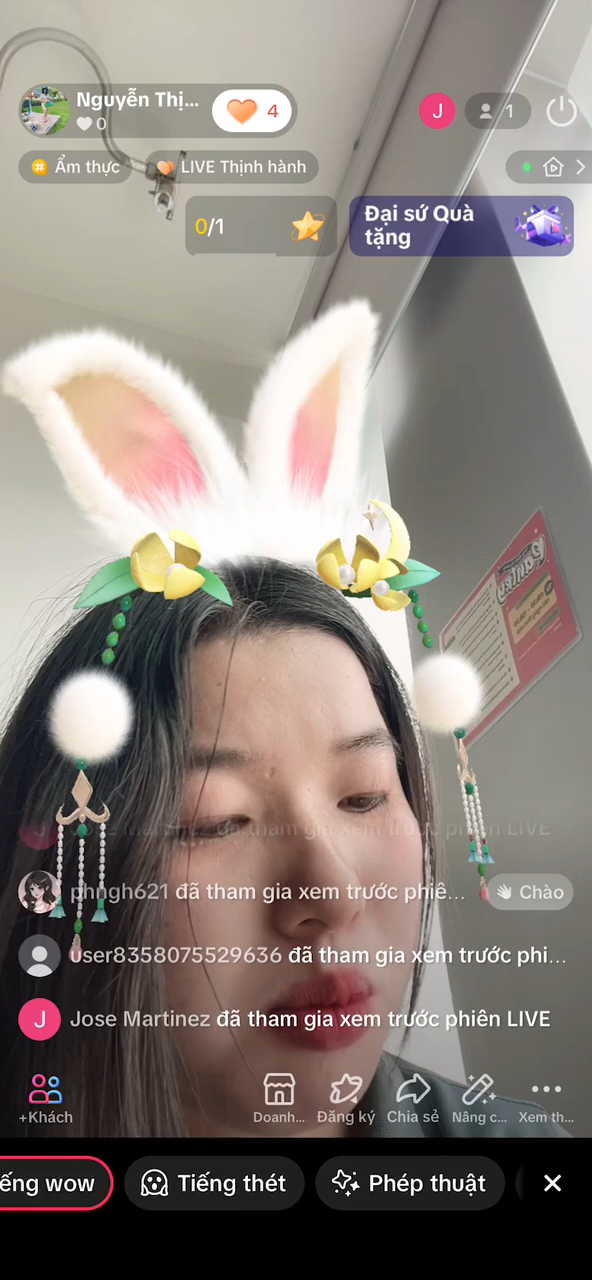 Nguyễn Thị...
0
4
J
1
Ẩm thực
LIVE Thịnh hành
0/1
Đại sứ Quà
tặng
phngh621 đã tham gia xem trước phiê...
Chào
user8358075529636 đã tham gia xem trước phi...
J
Jose Martinez đã tham gia xem trước phiên LIVE
+Khách
Doanh...
Đăng ký
Chia sẻ
Nâng c...
Xem th...
iếng wow
Tiếng thét
Phép thuật